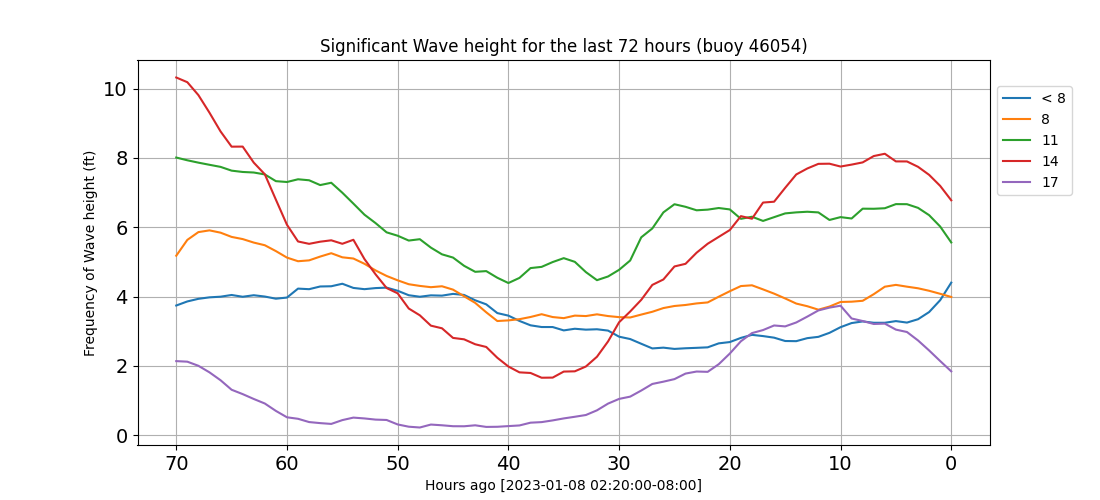 Significant Wave height for the last 72 hours (buoy 46054)
Frequency of Wave height (ft)
10
8
6
4
2
0
70 60 50 40 30 20 10 0
Hours ago [2023-01-08 02:20:00-08:00]
< 8
8
11
14
17